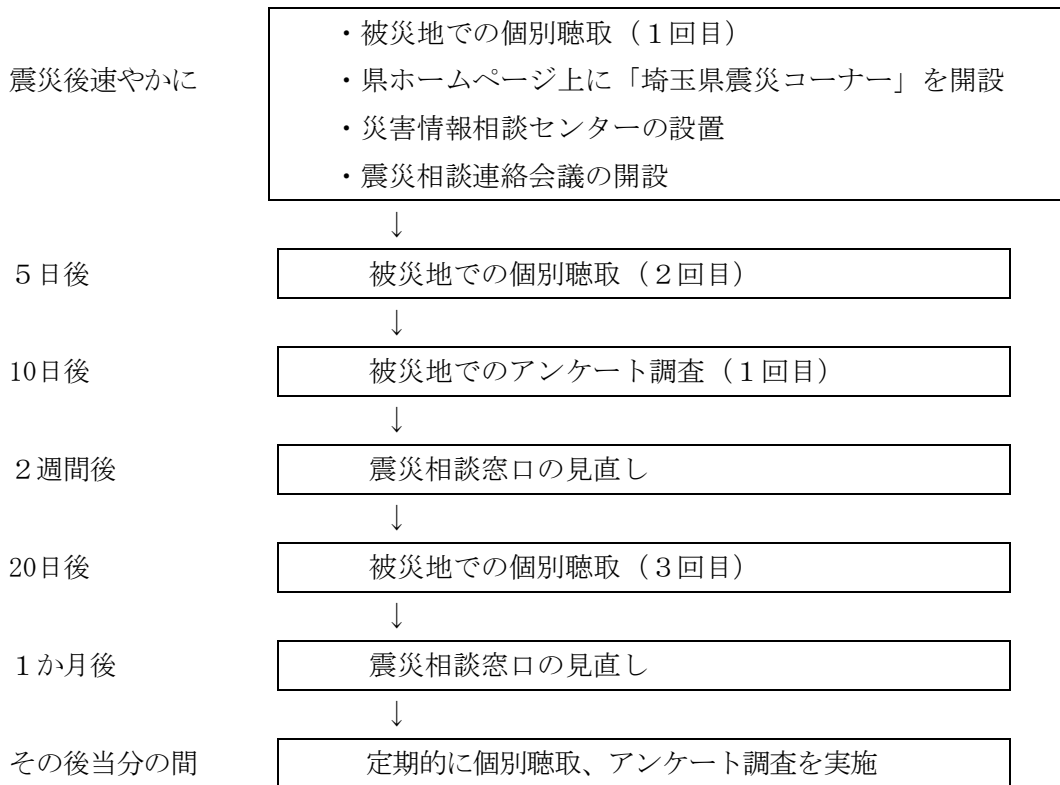 ・被災地での個別聴取（１回目）
震災後速やかに
・県ホームページ上に「埼玉県震災コーナー」を開設
・災害情報相談センターの設置
・震災相談連絡会議の開設
↓
５日後
被災地での個別聴取（２回目）
↓
10日後
被災地でのアンケート調査（１回目）
↓
２週間後
震災相談窓口の見直し
↓
20日後
被災地での個別聴取（３回目）
↓
１か月後
震災相談窓口の見直し
↓
その後当分の間
定期的に個別聴取、アンケート調査を実施